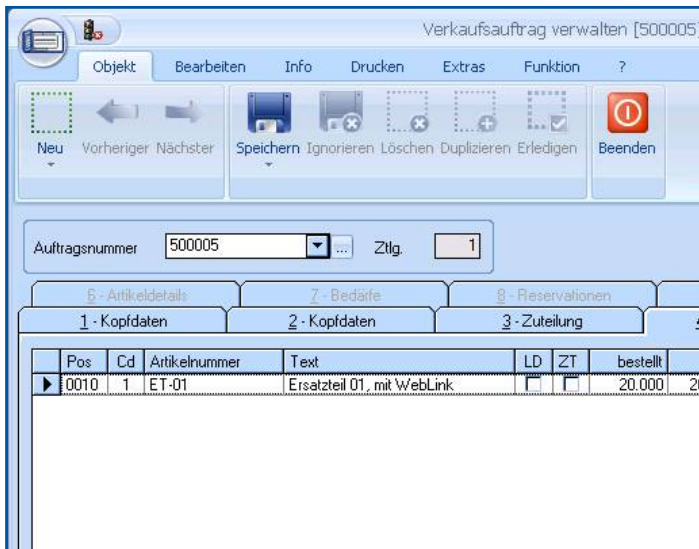 Verkaufsauftrag verwalten [500005]
Objekt Bearbeiten Info Drucken Extras Funktion ?
Neu Vorheriger Nächster Speichern Ignorieren Löschen Duplizieren Erledigen Beenden
Auftragsnummer 500005 ... Ztlg. 1
6 - Artikeldetails 7 - Bedarfe 8 - Reservationen
1 - Kopfdaten 2 - Kopfdaten 3 - Zuteilung
Pos Cd Artikelnummer Text LD ZT bestellt
0010 1 ET-01 Ersatzteil 01, mit WebLink 20.000